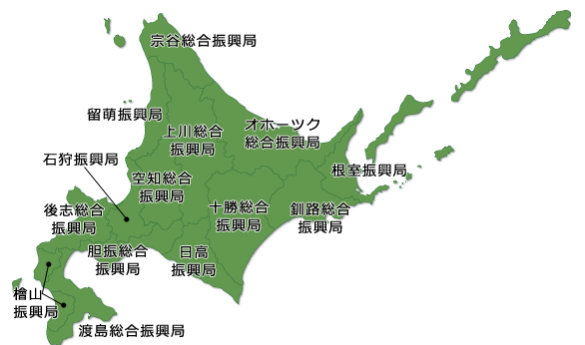 宗谷総合振興局
留萌振興局
上川総合
振興局
オホーツク
総合振興局
石狩振興局
空知総合
振興局
根室振興局
後志総合
振興局
十勝総合
振興局
釧路総合
振興局
胆振総合
振興局
日高
振興局
檜山
振興局
渡島総合振興局